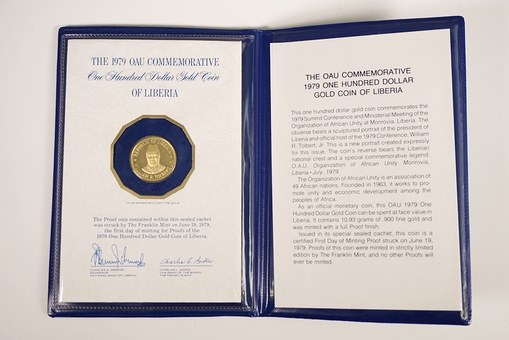 THE 1979 OAU COMMEMORATIVE
One Hundred Dollar Gold Coin
OF LIBERIA
The Proof coin contained within this sealed cachet
was struck by The Franklin Mint on June 19, 1979,
the first day of minting for Proofs of the
1979 One Hundred Dollar Gold Coin of Liberia.
GOVERNOR
NATIONAL BANK OF LIBERIA
CHAIRMAN OF THE BOARD
THE FRANKLIN MINT
THE OAU COMMEMORATIVE
1979 ONE HUNDRED DOLLAR
GOLD COIN OF LIBERIA
This one hundred dollar gold coin commemorates the
1979 Summit Conference and Ministerial Meeting of the
Organization of African Unity at Monrovia, Liberia. The
obverse bears a sculptured portrait of the president of
Liberia and official host of the 1979 Conference, William
R. Tolbert, Jr. This is a new portrait created expressly
for this issue. The coin's reverse bears the Liberian
national crest and a special commemorative legend:
O.A.U. Organization of African Unity, Monrovia,
Liberia • July, 1979.
The Organization of African Unity is an association of
49 African nations. Founded in 1963, it works to pro-
mote unity and economic development among the
peoples of Africa.
As an official monetary coin, this OAU 1979 One
Hundred Dollar Gold Coin can be spent at face value in
Liberia. It contains 10.93 grams of .900 fine gold and
was minted with a full Proof finish.
Issued in its special sealed cachet, this coin is a
certified First Day of Minting Proof struck on June 19,
1979. Proofs of this coin were minted in strictly limited
edition by The Franklin Mint, and no other Proofs will
ever be minted.